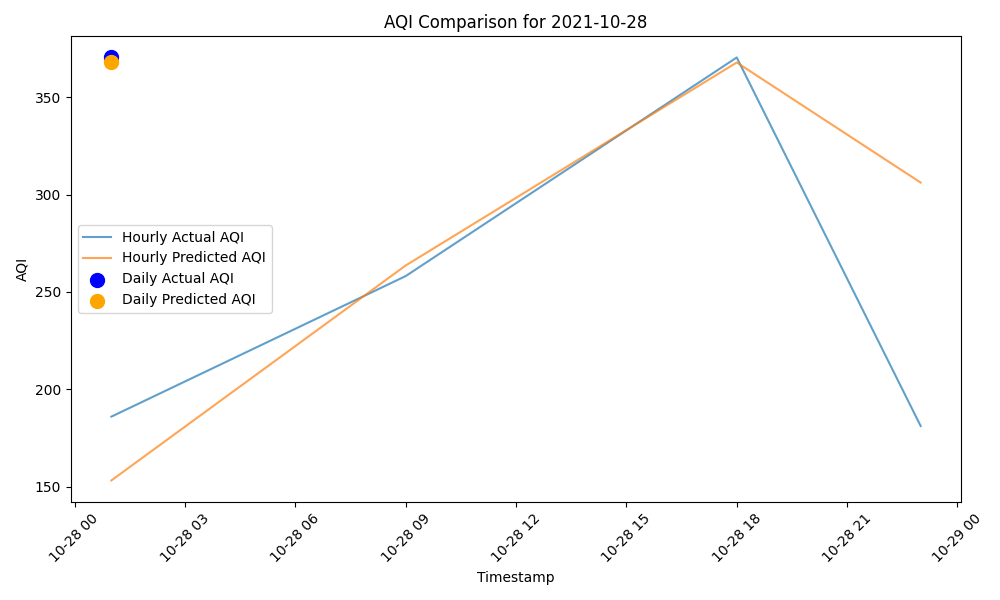 AQI Comparison for 2021-10-28
AQI
350
300
250
200
150
Hourly Actual AQI
Hourly Predicted AQI
Daily Actual AQI
Daily Predicted AQI
10-28 00
10-28 03
10-28 06
10-28 09
10-28 12
10-28 15
10-28 18
10-28 21
10-29 00
Timestamp